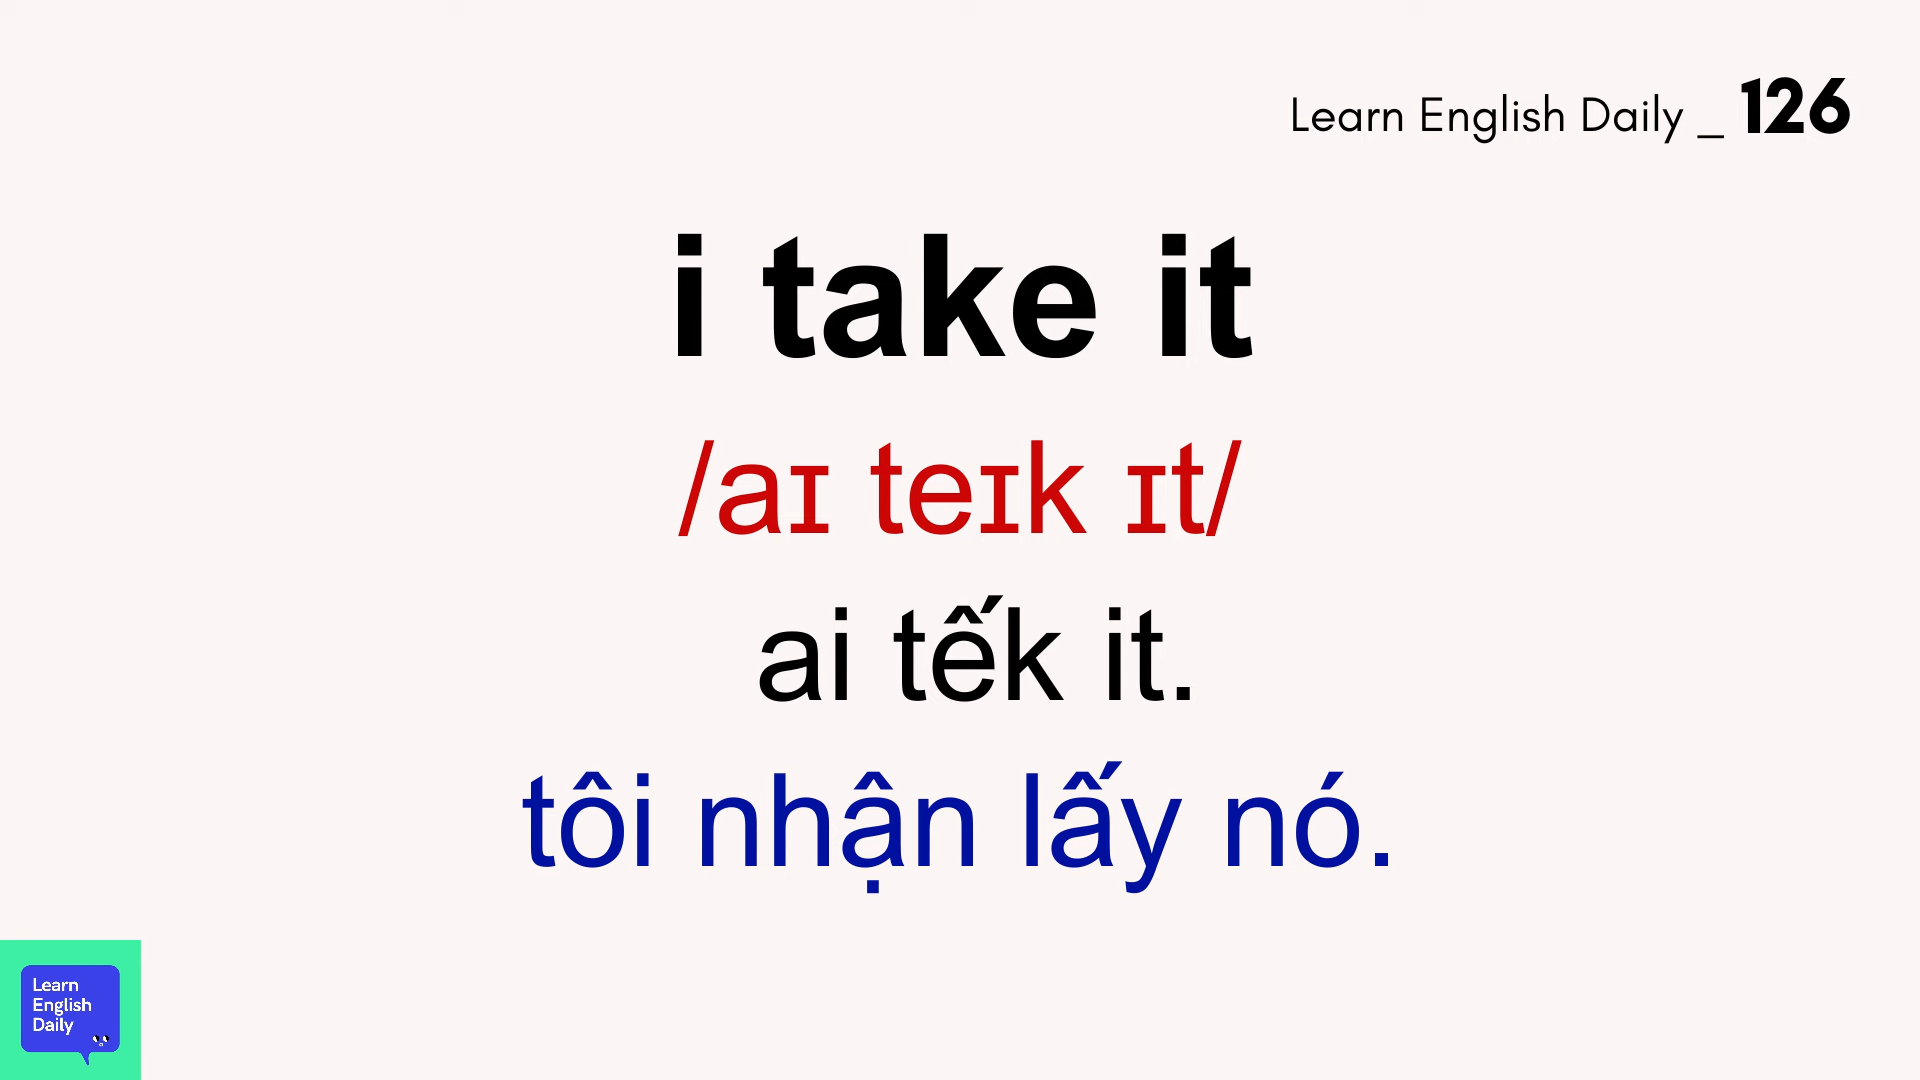 Learn English Daily _ 126
i take it
/aɪ teɪk ɪt/
ai tếk it.
tôi nhận lấy nó.
Learn
English
Daily